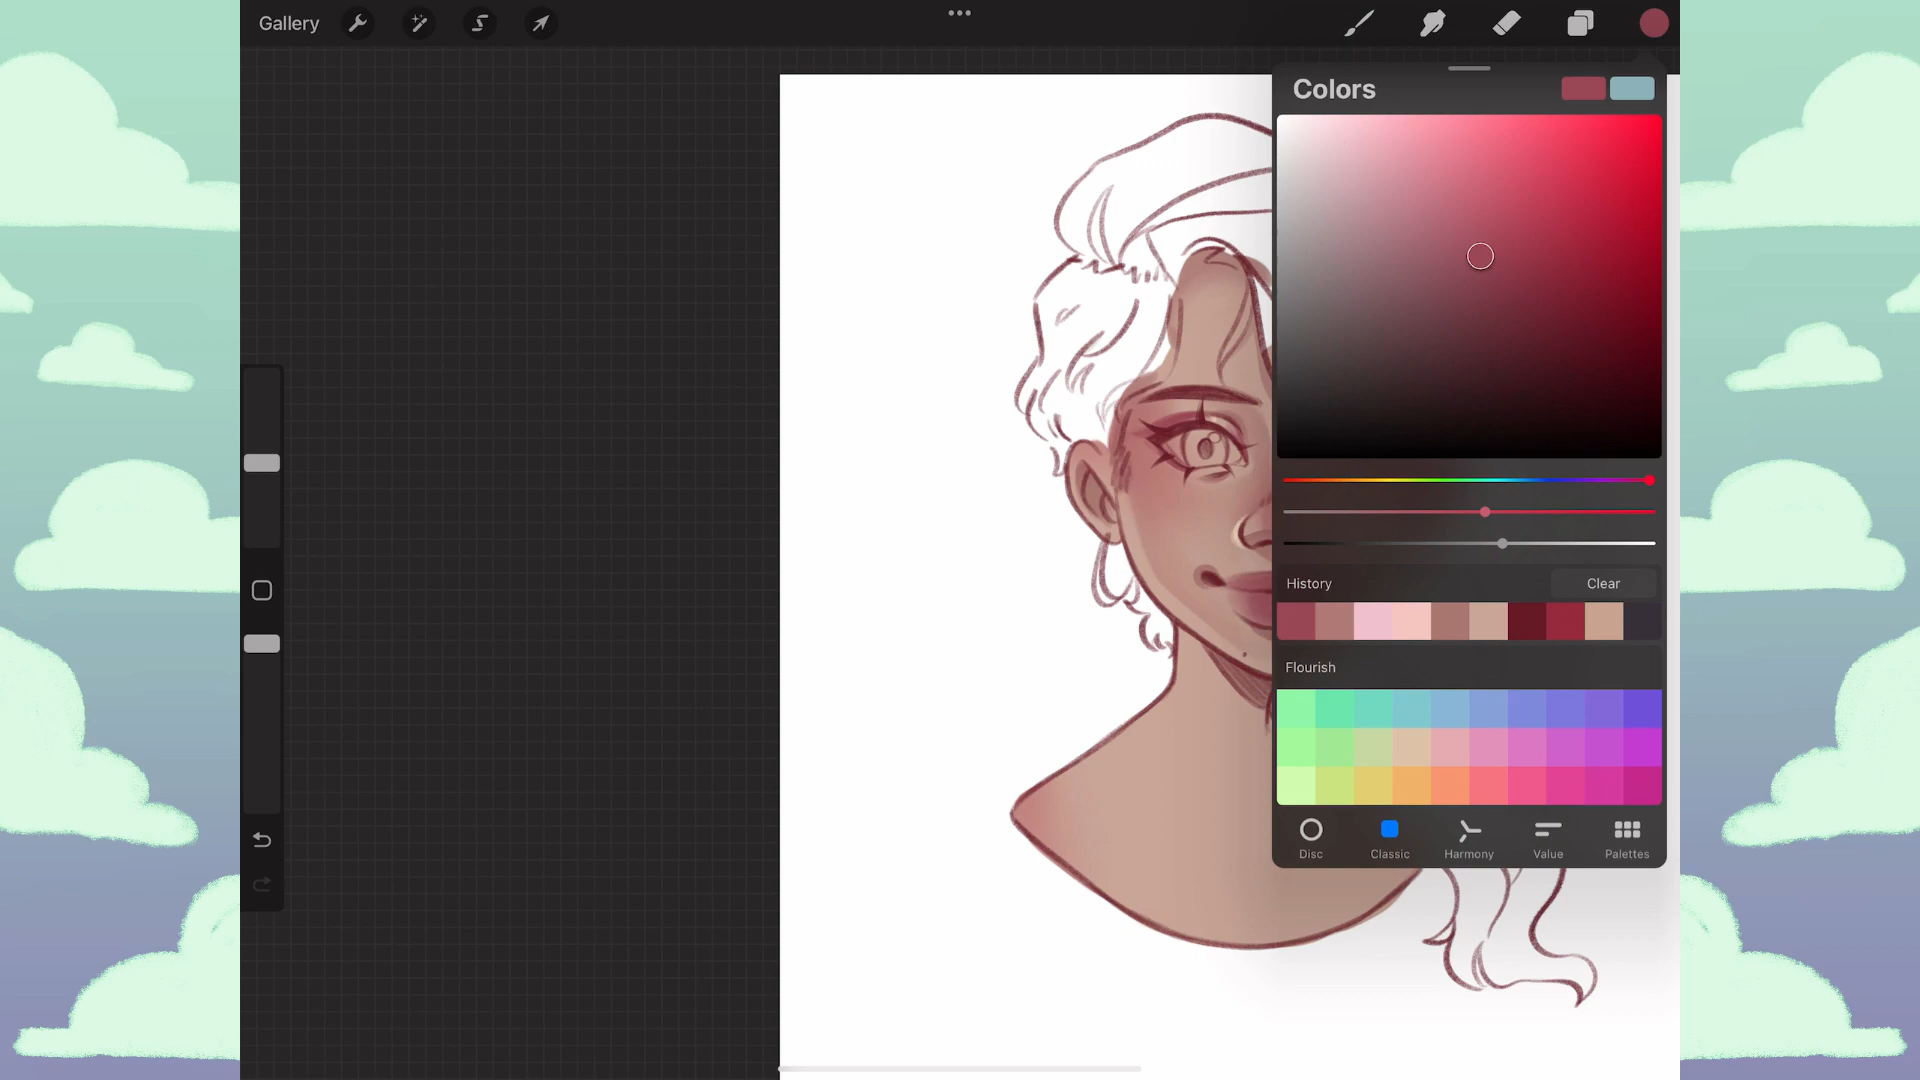 Gallery
Colors
History
Clear
Flourish
Disc
Classic
Harmony
Value
Palettes